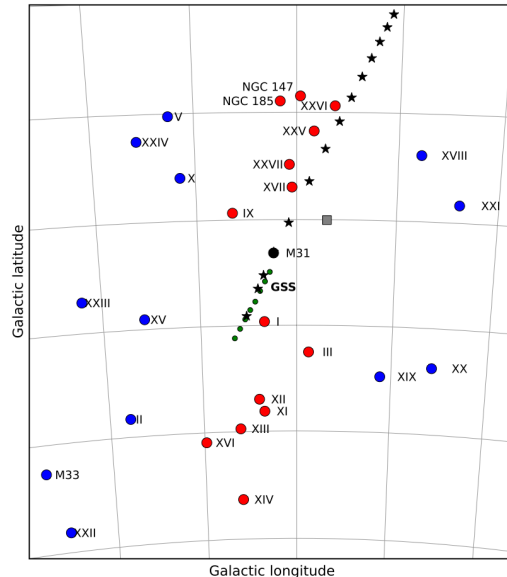 NGC 147
NGC 185
XXVI
V
XXIV
XXV
XVIII
XXVII
X
XVII
XXI
IX
M31
GSS
XXIII
XV
I
III
XX
XIX
XII
XI
II
XIII
XVI
M33
XIV
XXII
Galactic latitude
Galactic longitude